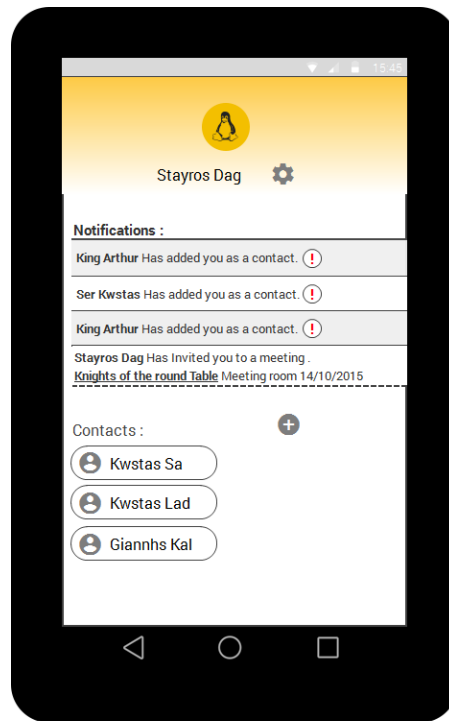 15:45
Stayros Dag
Notifications :
King Arthur Has added you as a contact. !
Ser Kwstas Has added you as a contact. !
King Arthur Has added you as a contact. !
Stayros Dag Has Invited you to a meeting .
Knights of the round Table Meeting room 14/10/2015
Contacts :
Kwstas Sa
Kwstas Lad
Giannhs Kal